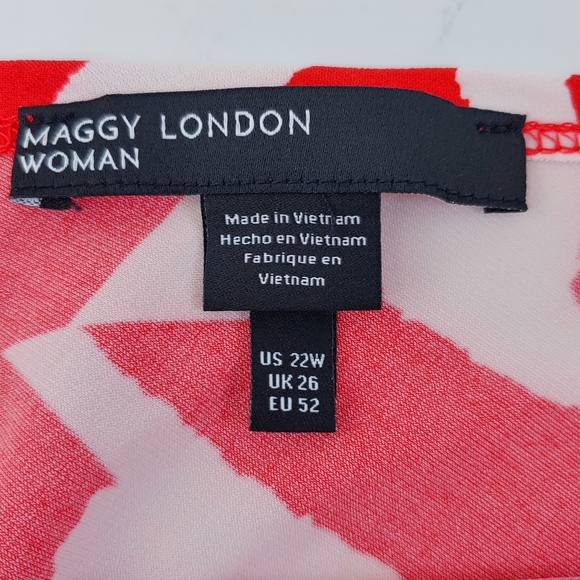 MAGGY LONDON
WOMAN
Made in Vietnam
Hecho en Vietnam
Fabrique en
Vietnam
US 22W
UK 26
EU 52